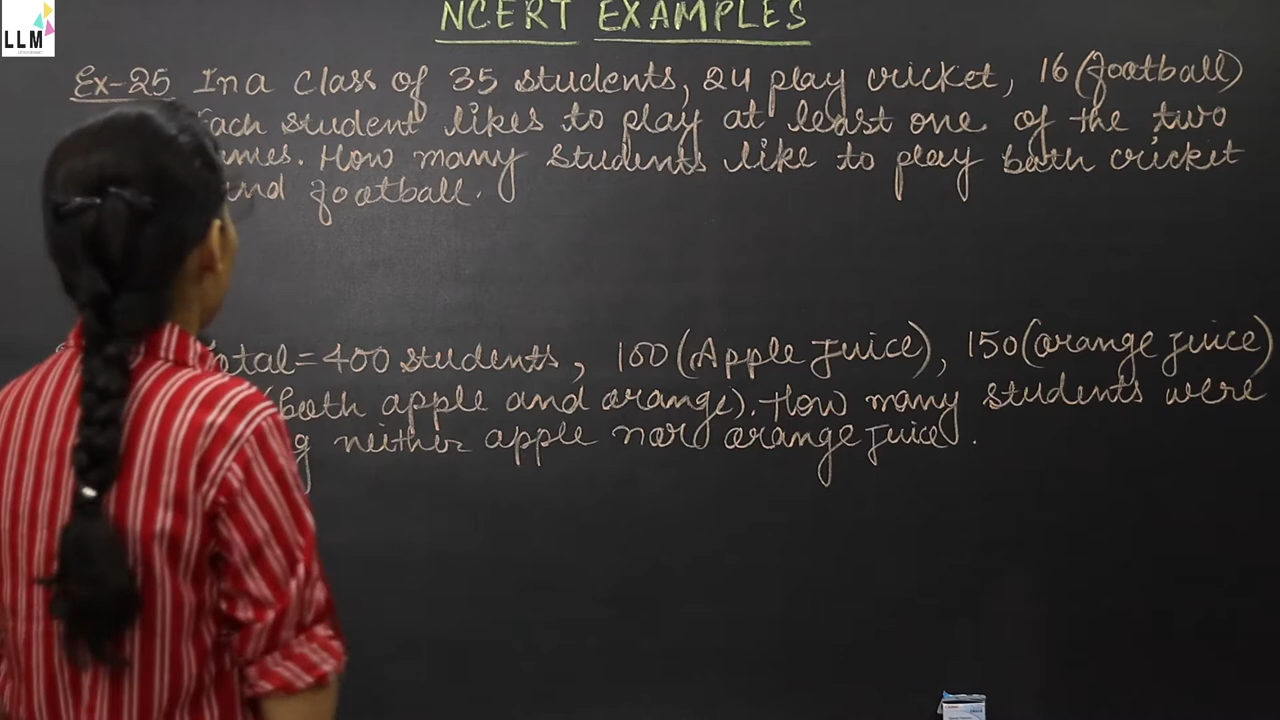 LLM
NCERT EXAMPLES
Ex-25 In a class of 35 students, 24 play cricket, 16 (football)
Each student likes to play at least one of the two
games. How many students like to play both cricket
and football.
Total = 400 students, 100 (Apple Juice), 150 (orange juice)
(both apple and orange). How many students were
neither apple nor orange juice.